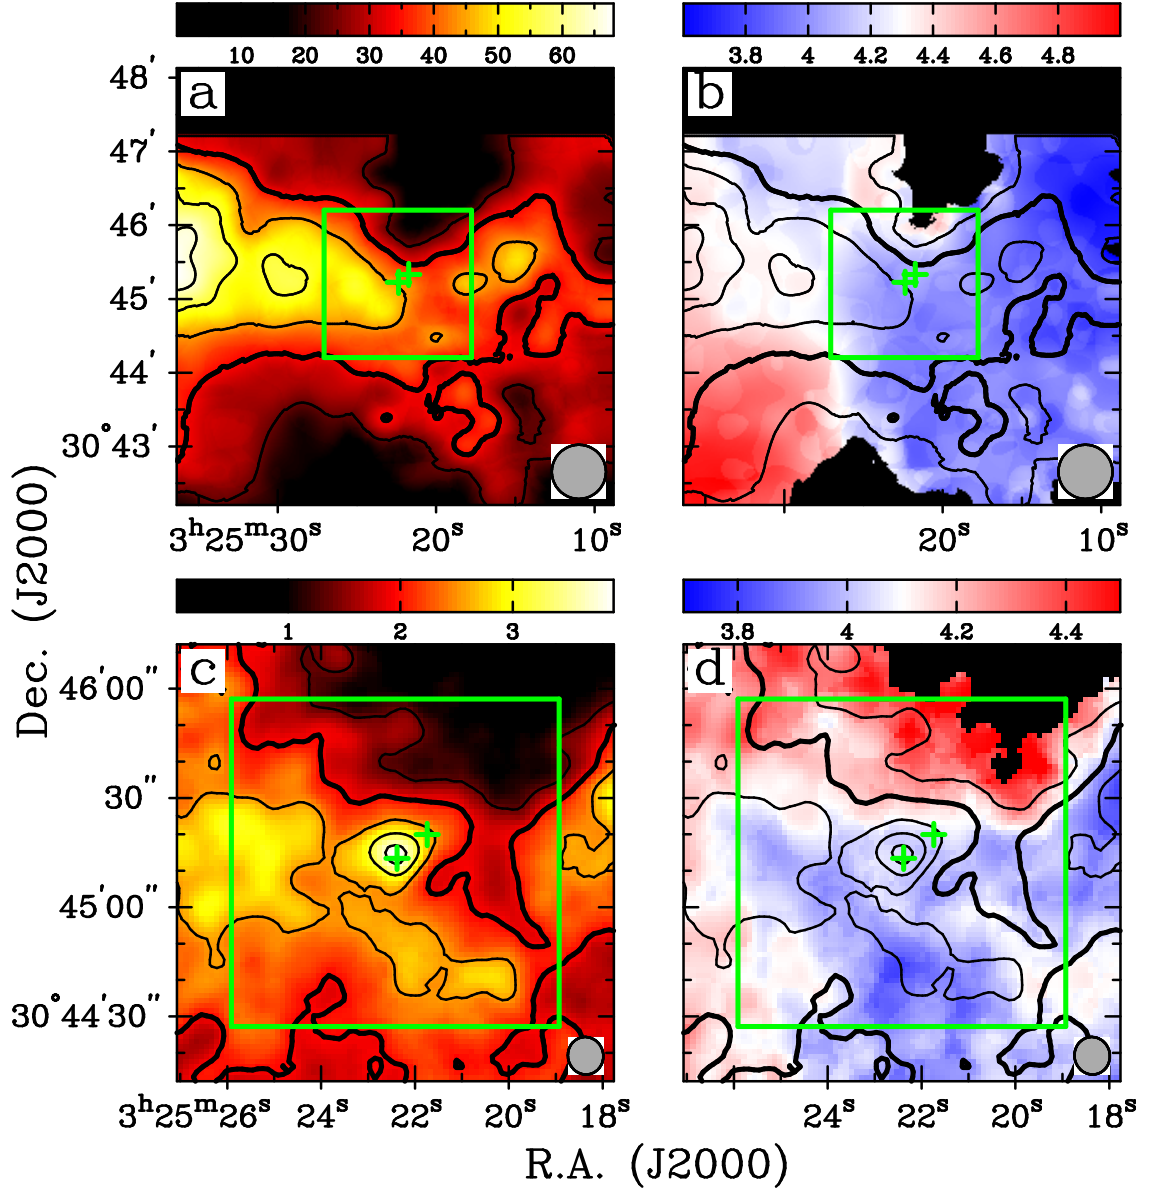 10 20 30 40 50 60
3.8 4 4.2 4.4 4.6 4.8
a
b
48′
47′
46′
45′
44′
30°43′
3ʰ25ᵐ30ˢ 20ˢ 10ˢ
20ˢ 10ˢ
1 2 3
3.8 4 4.2 4.4
c
d
46′00″
30″
45′00″
30°44′30″
3ʰ25ᵐ26ˢ 24ˢ 22ˢ 20ˢ 18ˢ
24ˢ 22ˢ 20ˢ 18ˢ
Dec. (J2000)
R.A. (J2000)